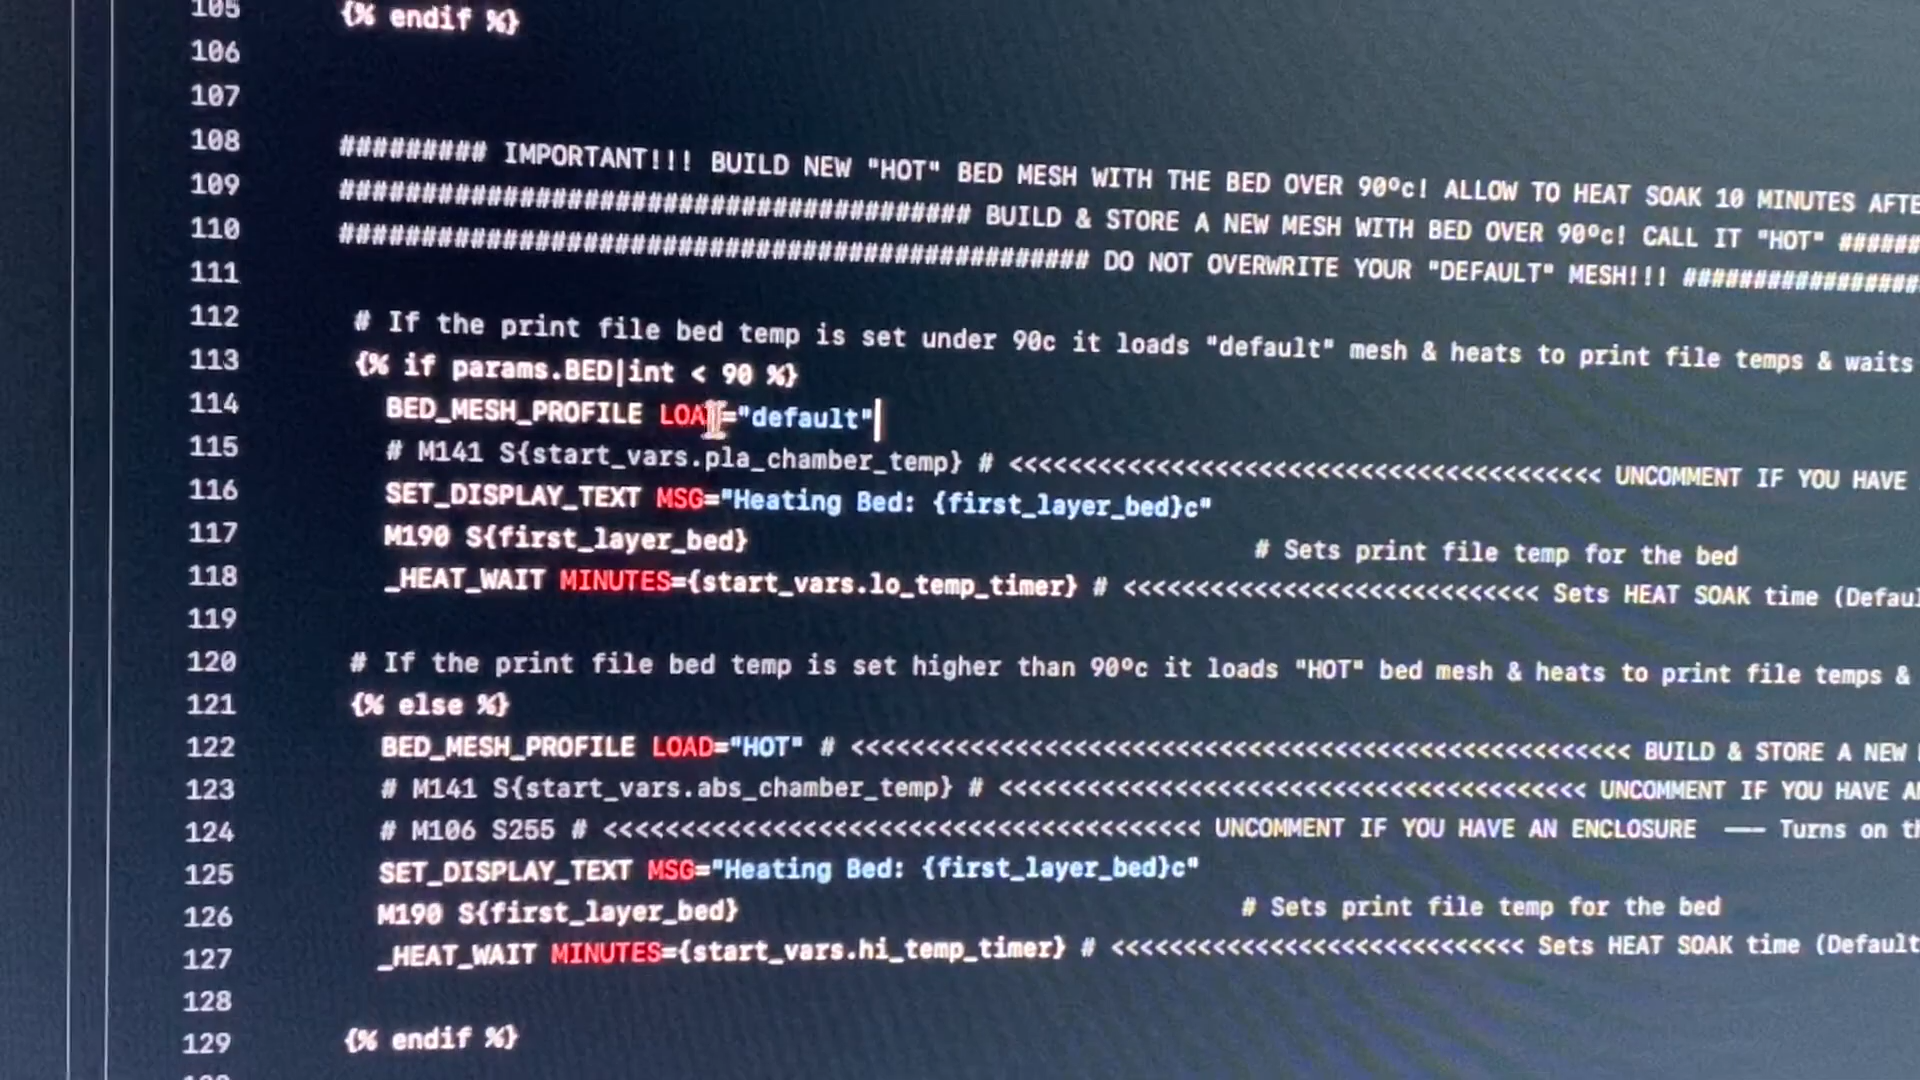 105 {% endif %}
106
107
108 ######### IMPORTANT!!! BUILD NEW "HOT" BED MESH WITH THE BED OVER 90ºc! ALLOW TO HEAT SOAK 10 MINUTES
109 ########################################### BUILD & STORE A NEW MESH WITH BED OVER 90ºc! CALL IT "HOT" ######
110 ################################################### DO NOT OVERWRITE YOUR "DEFAULT" MESH!!! ################
111
112 # If the print file bed temp is set under 90c it loads "default" mesh & heats to print file temps & waits
113 {% if params.BED|int < 90 %}
114 BED_MESH_PROFILE LOAD="default"
115 # M141 S{start_vars.pla_chamber_temp} # <<<<<<<<<<<<<<<<<<<<<<<<<<<<<<<<<<<<<<<< UNCOMMENT IF YOU HAVE
116 SET_DISPLAY_TEXT MSG="Heating Bed: {first_layer_bed}c"
117 M190 S{first_layer_bed} # Sets print file temp for the bed
118 _HEAT_WAIT MINUTES={start_vars.lo_temp_timer} # <<<<<<<<<<<<<<<<<<<<<<<<<<<< Sets HEAT SOAK time
119
120 # If the print file bed temp is set higher than 90ºc it loads "HOT" bed mesh & heats to print file temps &
121 {% else %}
122 BED_MESH_PROFILE LOAD="HOT" # <<<<<<<<<<<<<<<<<<<<<<<<<<<<<<<<<<<<<<<<<<<<<<<<<<<<< BUILD & STORE A NEW
123 # M141 S{start_vars.abs_chamber_temp} # <<<<<<<<<<<<<<<<<<<<<<<<<<<<<<<<<<<<<<<< UNCOMMENT IF YOU HAVE
124 # M106 S255 # <<<<<<<<<<<<<<<<<<<<<<<<<<<<<<<<<<<<<<<< UNCOMMENT IF YOU HAVE AN ENCLOSURE —— Turns on
125 SET_DISPLAY_TEXT MSG="Heating Bed: {first_layer_bed}c"
126 M190 S{first_layer_bed} # Sets print file temp for the bed
127 _HEAT_WAIT MINUTES={start_vars.hi_temp_timer} # <<<<<<<<<<<<<<<<<<<<<<<<<<<< Sets HEAT SOAK time (Default
128
129 {% endif %}